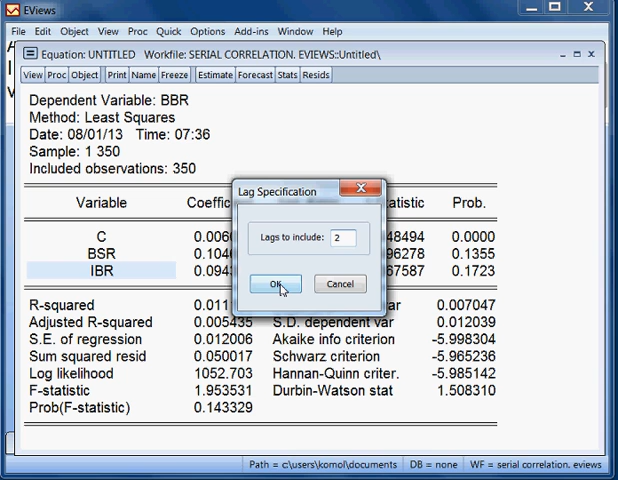 EViews
File Edit Object View Proc Quick Options Add-ins Window Help
Equation: UNTITLED Workfile: SERIAL CORRELATION. EVIEWS::Untitled\
View Proc Object Print Name Freeze Estimate Forecast Stats Resids
Dependent Variable: BBR
Method: Least Squares
Date: 08/01/13 Time: 07:36
Sample: 1 350
Included observations: 350
Lag Specification
Lags to include: 2
OK Cancel
Variable Prob.
C 0.0000
BSR 0.1355
IBR 0.1723
R-squared 0.007047
Adjusted R-squared 0.005435 S.D. dependent var 0.012039
S.E. of regression 0.012006 Akaike info criterion -5.998304
Sum squared resid 0.050017 Schwarz criterion -5.965236
Log likelihood 1052.703 Hannan-Quinn criter. -5.985142
F-statistic 1.953531 Durbin-Watson stat 1.508310
Prob(F-statistic) 0.143329
Path = c:\users\kornol\documents DB = none WF = serial correlation. eviews